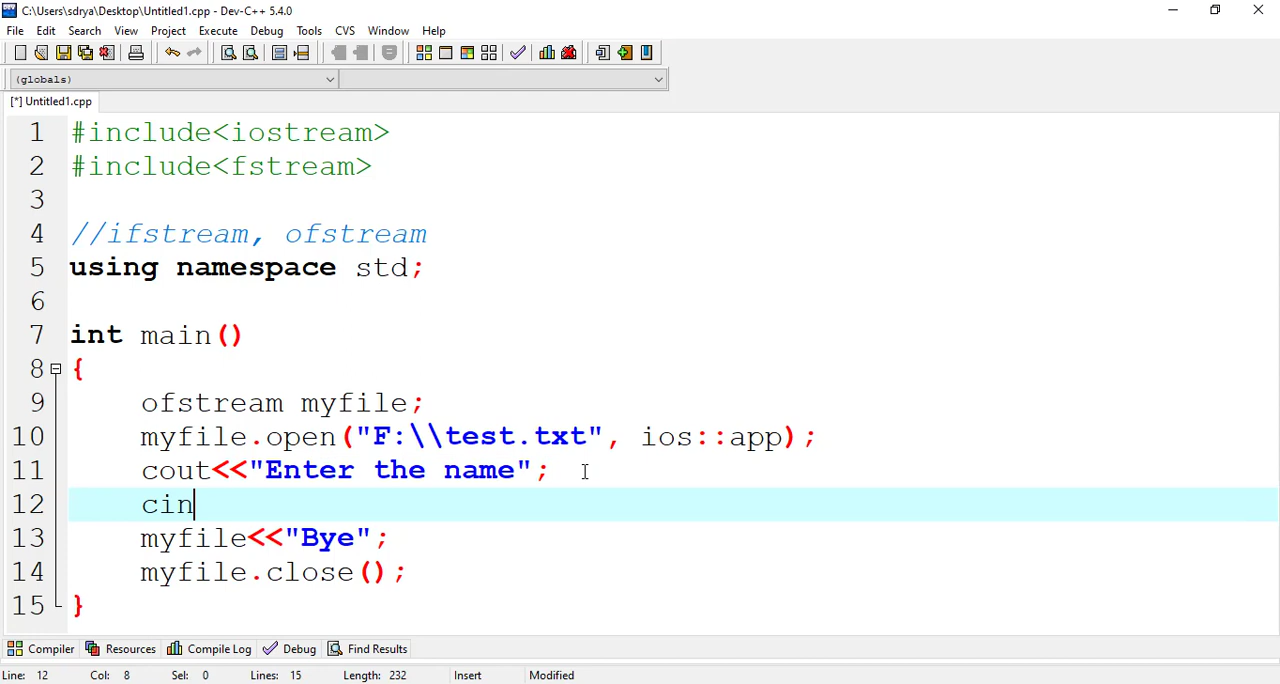 C:\Users\sdrya\Desktop\Untitled1.cpp - Dev-C++ 5.4.0
File Edit Search View Project Execute Debug Tools CVS Window Help
(globals)
[*] Untitled1.cpp
1 #include<iostream>
2 #include<fstream>
3
4 //ifstream, ofstream
5 using namespace std;
6
7 int main()
8 {
9 ofstream myfile;
10 myfile.open("F:\\test.txt", ios::app);
11 cout<<"Enter the name";
12 cin
13 myfile<<"Bye";
14 myfile.close();
15 }
Compiler Resources Compile Log Debug Find Results
Line: 12 Col: 8 Sel: 0 Lines: 15 Length: 232 Insert Modified